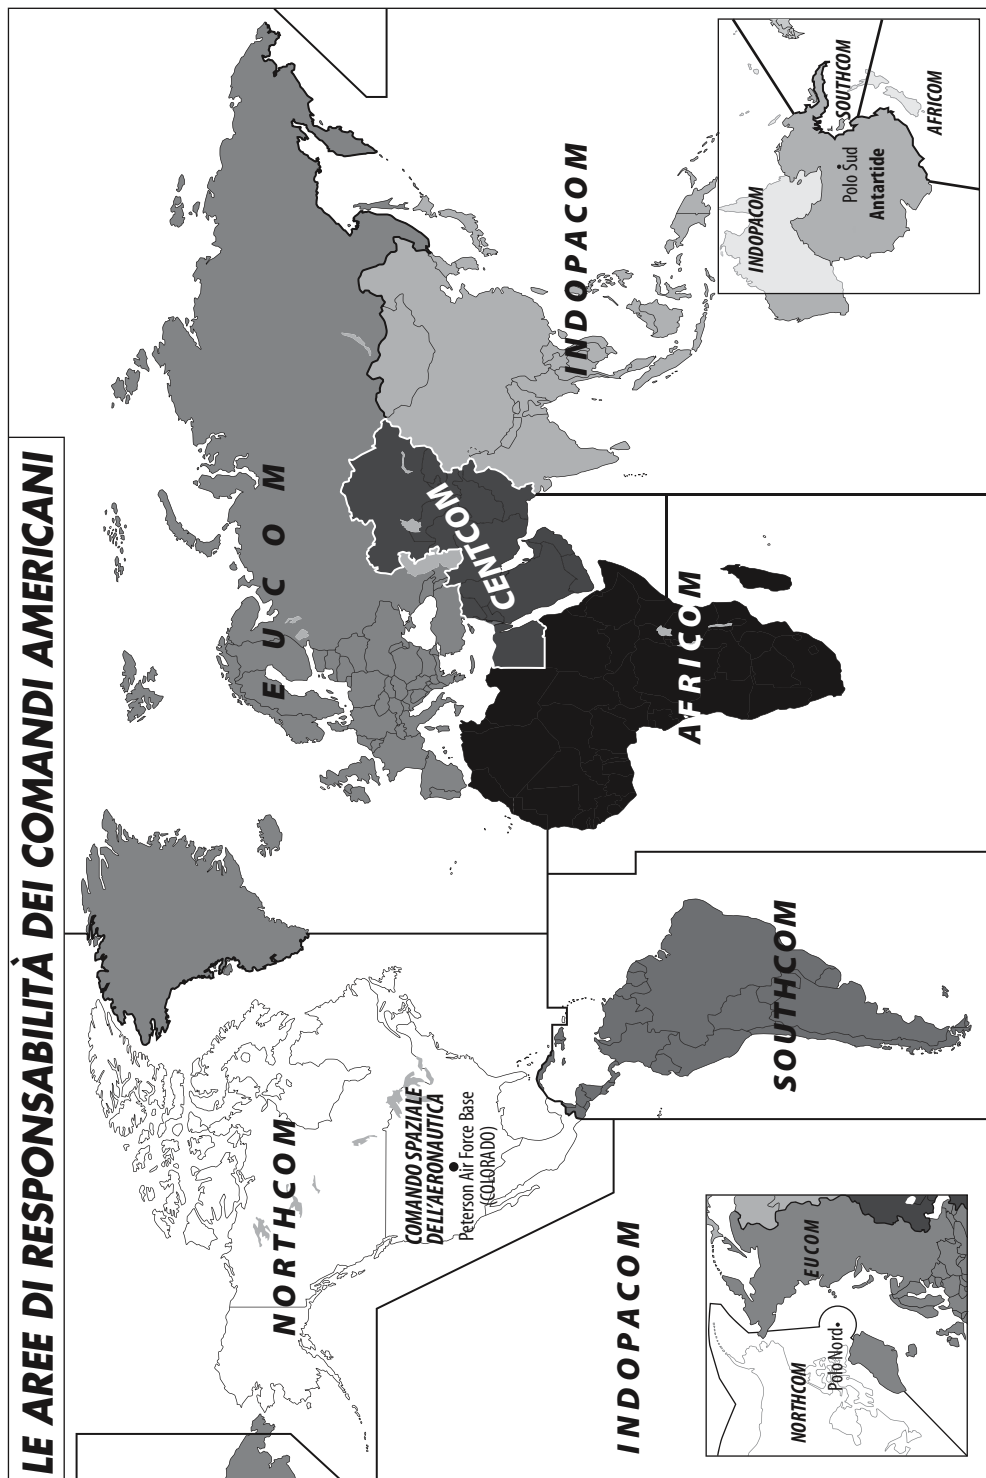 LE AREE DI RESPONSABILITÀ DEI COMANDI AMERICANI
NORTHCOM
COMANDO SPAZIALE
DELL'AERONAUTICA
Peterson Air Force Base
(COLORADO)
EUCOM
CENTCOM
AFRICOM
SOUTHCOM
INDOPACOM
INDOPACOM
NORTHCOM
Polo Nord
EUCOM
INDOPACOM
Polo Sud
Antartide
SOUTHCOM
AFRICOM